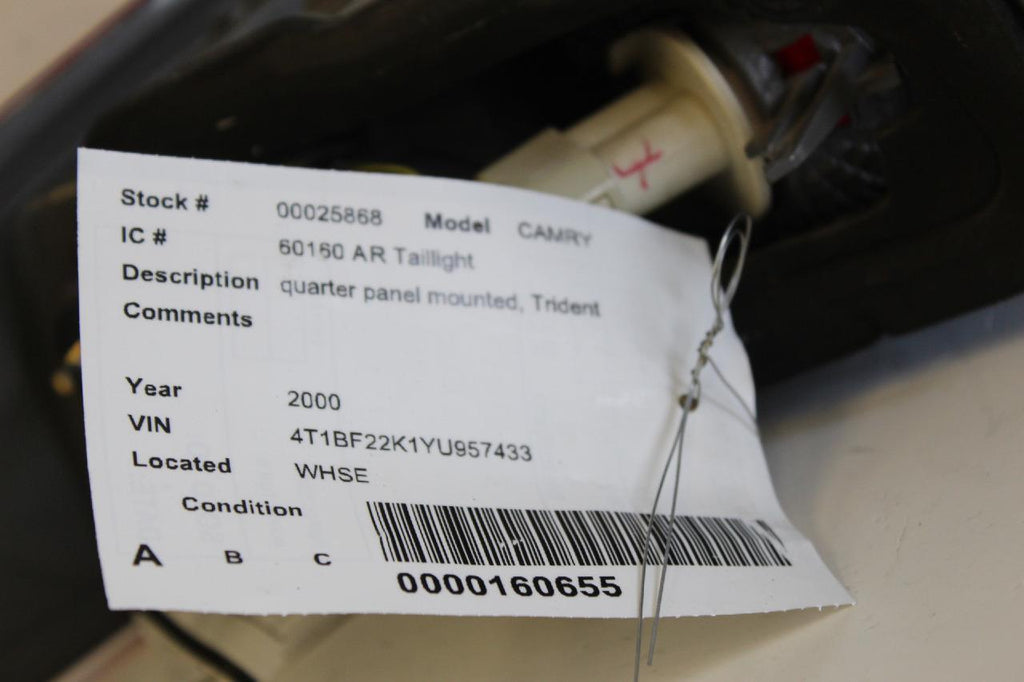 Stock # 00025868 Model CAMRY
IC # 60160 AR Taillight
Description quarter panel mounted, Trident
Comments
Year 2000
VIN 4T1BF22K1YU957433
Located WHSE
Condition
A B C
0000160655